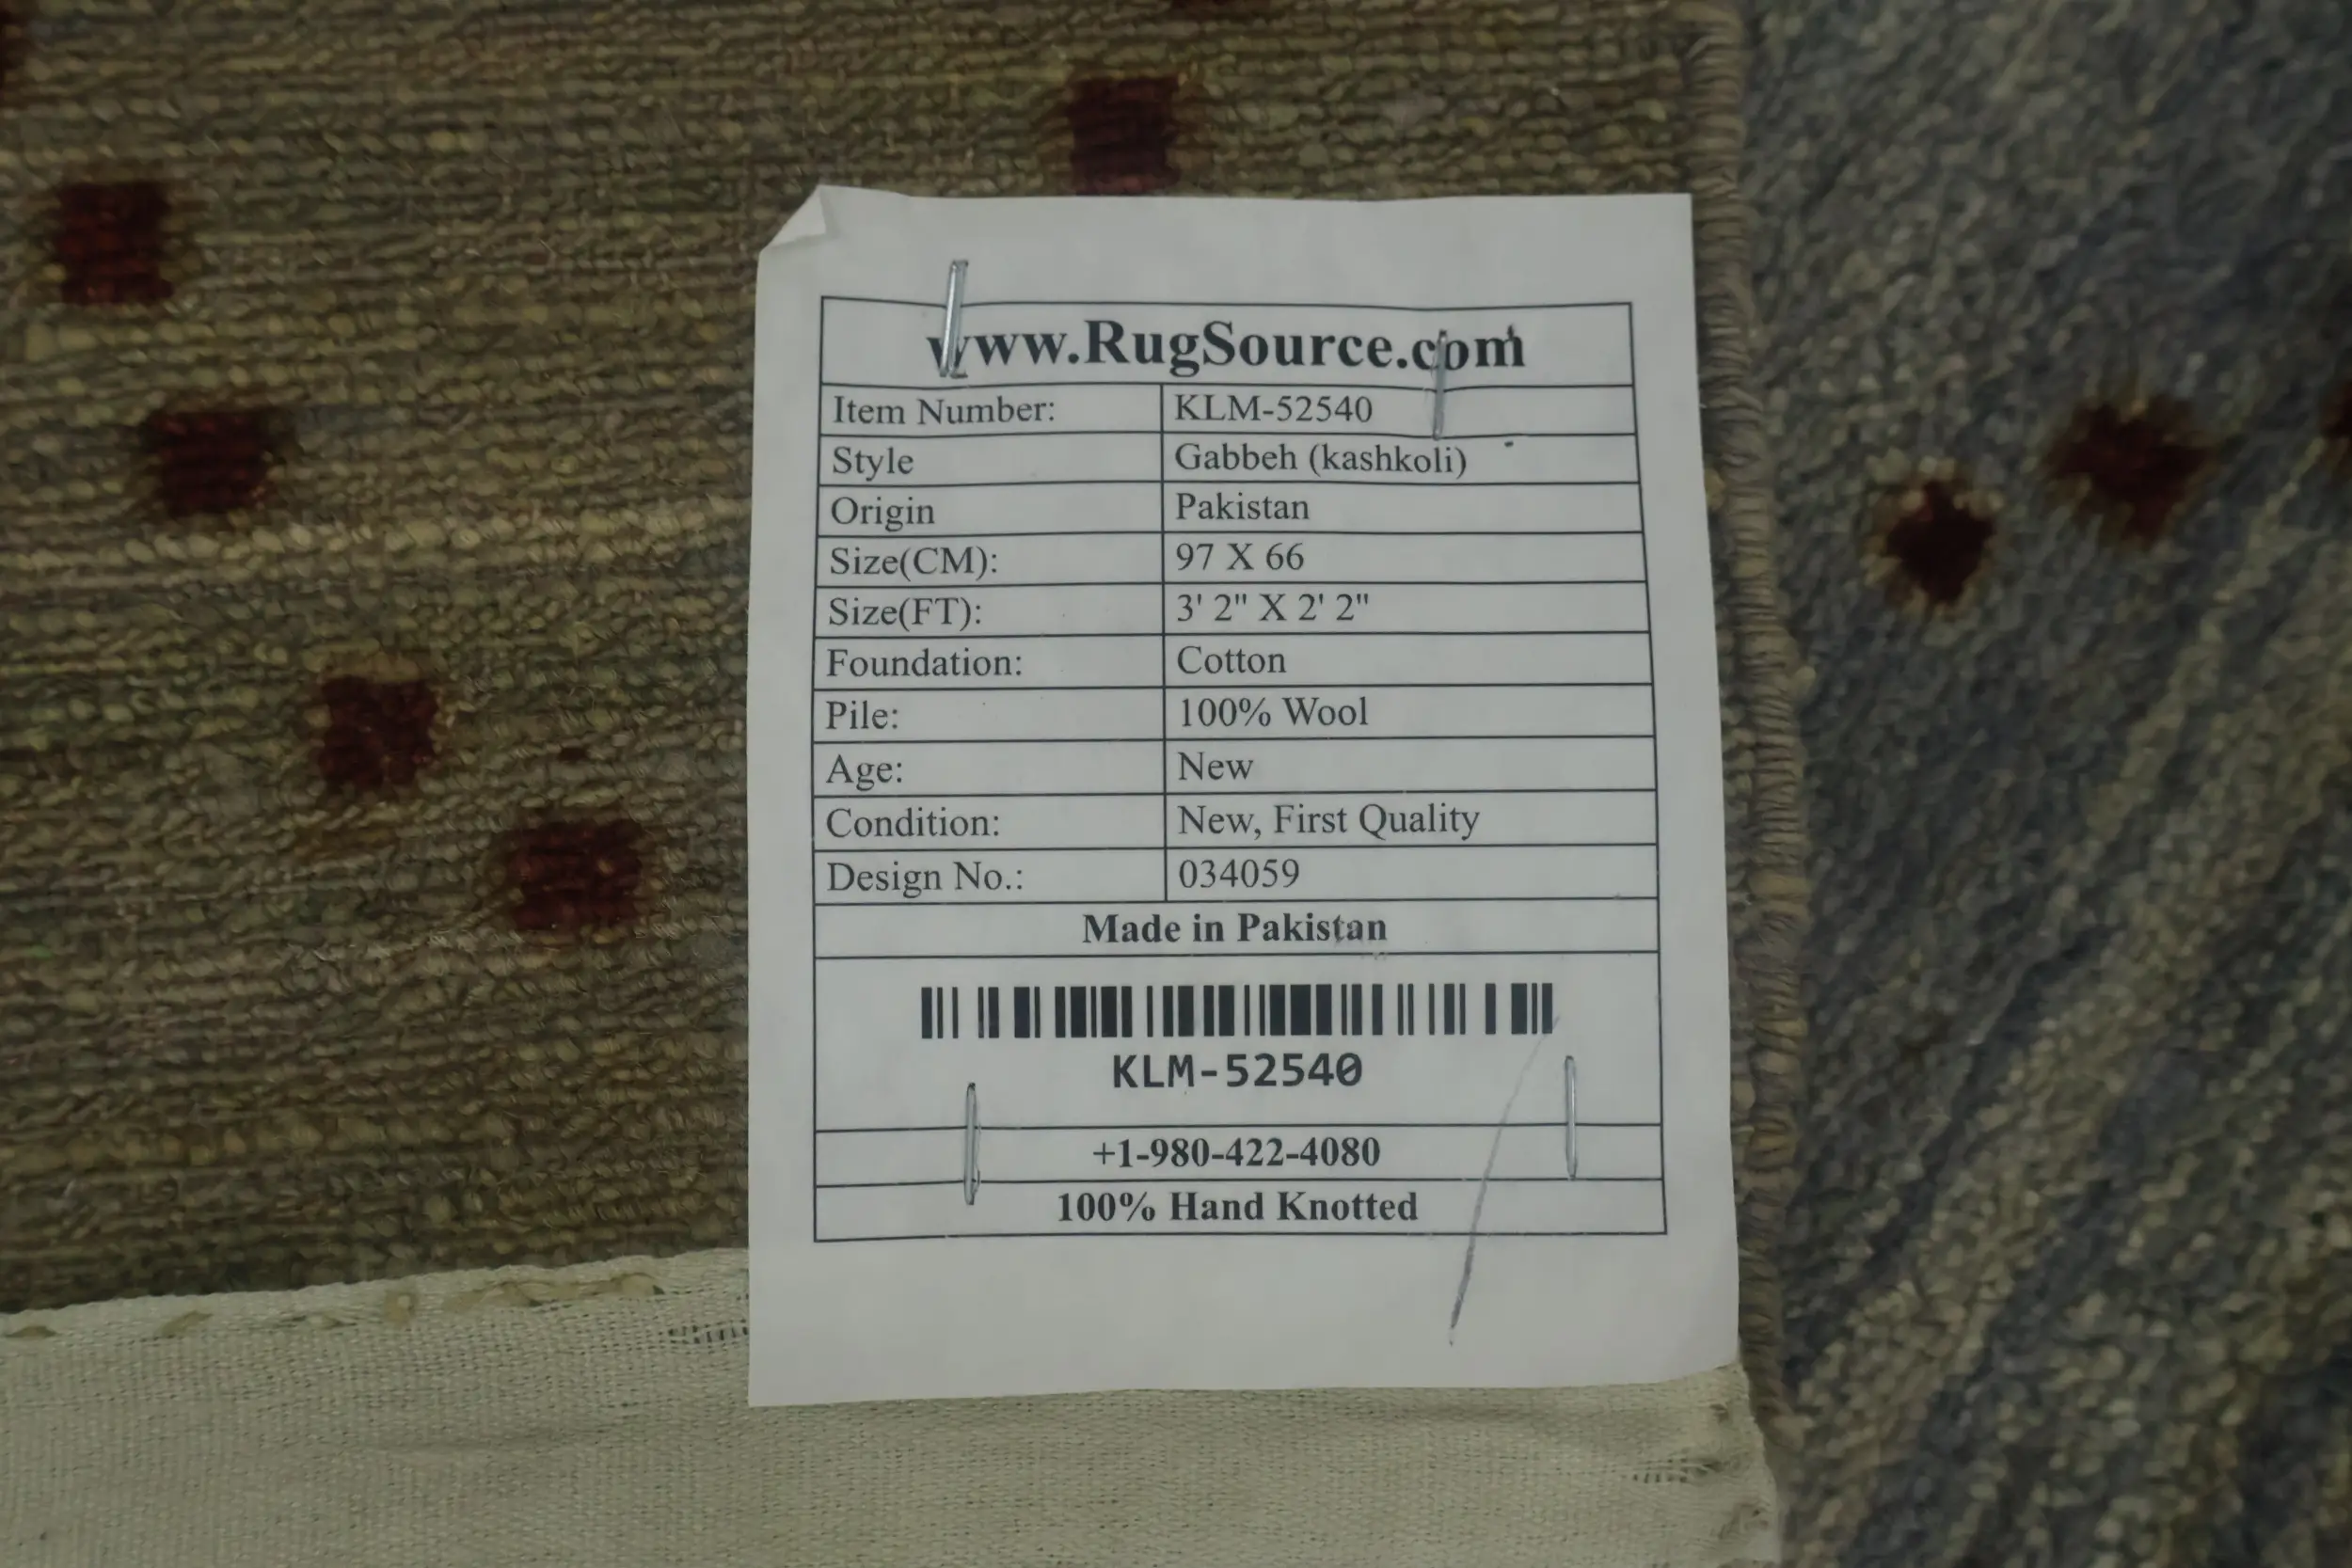 www.RugSource.com
Item Number: KLM-52540
Style Gabbeh (kashkoli)
Origin Pakistan
Size(CM): 97 X 66
Size(FT): 3' 2" X 2' 2"
Foundation: Cotton
Pile: 100% Wool
Age: New
Condition: New, First Quality
Design No.: 034059
Made in Pakistan
KLM-52540
+1-980-422-4080
100% Hand Knotted